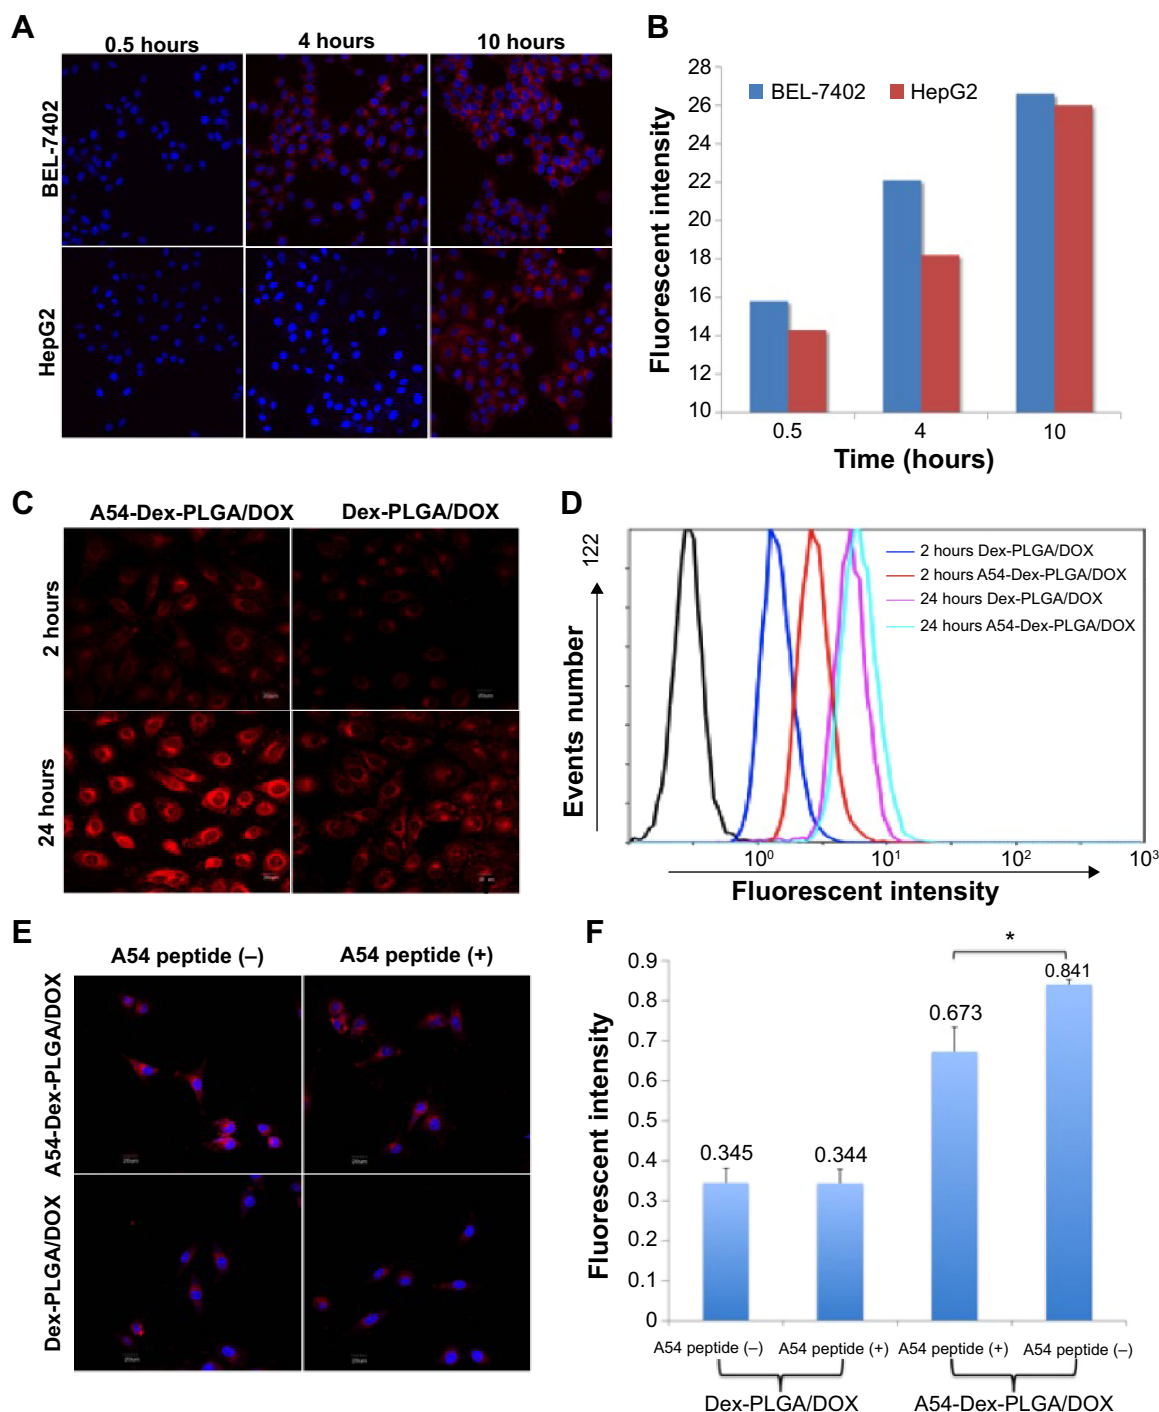 A
0.5 hours
4 hours
10 hours
BEL-7402
HepG2
B
28
26
24
22
20
18
16
14
12
10
Fluorescent intensity
BEL-7402
HepG2
0.5
4
10
Time (hours)
C
A54-Dex-PLGA/DOX
Dex-PLGA/DOX
2 hours
24 hours
D
122
Events number
2 hours Dex-PLGA/DOX
2 hours A54-Dex-PLGA/DOX
24 hours Dex-PLGA/DOX
24 hours A54-Dex-PLGA/DOX
10⁰
10¹
10²
10³
Fluorescent intensity
E
A54 peptide (–)
A54 peptide (+)
A54-Dex-PLGA/DOX
Dex-PLGA/DOX
20µm
20µm
20µm
20µm
F
*
0.9
0.8
0.7
0.6
0.5
0.4
0.3
0.2
0.1
0
Fluorescent intensity
0.345
0.344
0.673
0.841
A54 peptide (–)
A54 peptide (+)
A54 peptide (+)
A54 peptide (–)
Dex-PLGA/DOX
A54-Dex-PLGA/DOX